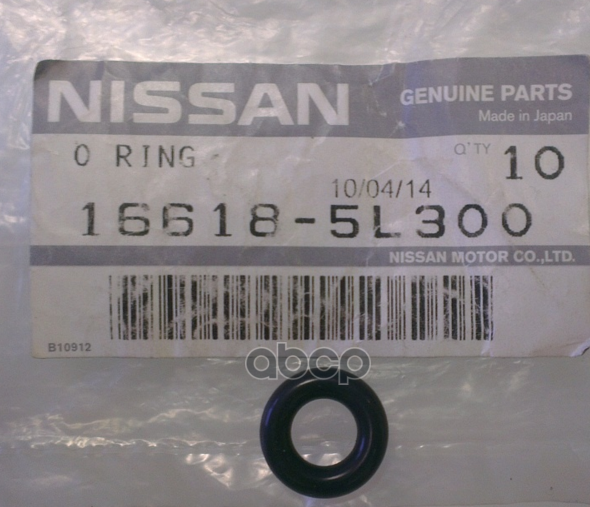 NISSAN
GENUINE PARTS
Made in Japan
O RING
Q'TY 10
10/04/14
16618-5L300
NISSAN MOTOR CO.,LTD.
B10912
abcp